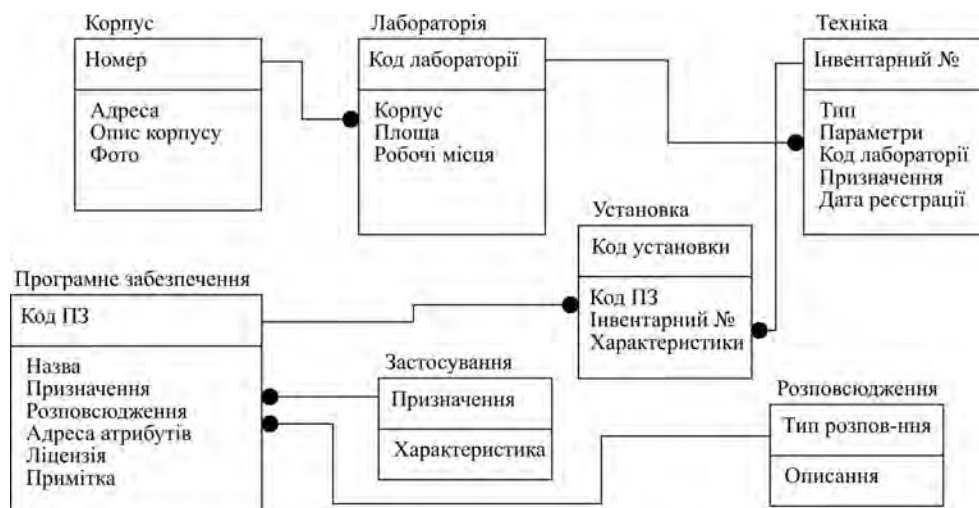 Корпус
Номер
Адреса
Опис корпусу
Фото
Лабораторія
Код лабораторії
Корпус
Площа
Робочі місця
Техніка
Інвентарний №
Тип
Параметри
Код лабораторії
Призначення
Дата реєстрації
Установка
Код установки
Код ПЗ
Інвентарний №
Характеристики
Програмне забезпечення
Код ПЗ
Назва
Призначення
Розповсюдження
Адреса атрибутів
Ліцензія
Примітка
Застосування
Призначення
Характеристика
Розповсюдження
Тип розпов-ння
Описання